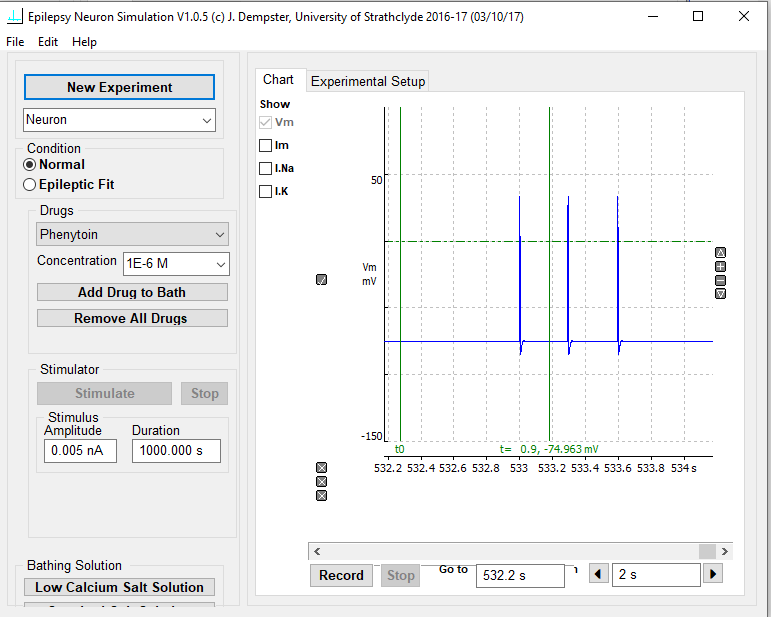 Epilepsy Neuron Simulation V1.0.5 (c) J. Dempster, University of Strathclyde 2016-17 (03/10/17)
File Edit Help
New Experiment
Neuron
Condition
Normal
Epileptic Fit
Drugs
Phenytoin
Concentration 1E-6 M
Add Drug to Bath
Remove All Drugs
Stimulator
Stimulate Stop
Stimulus
Amplitude Duration
0.005 nA 1000.000 s
Bathing Solution
Low Calcium Salt Solution
Chart Experimental Setup
Show
Vm
Im
I.Na
I.K
50
Vm
mV
-150
t0 t= 0.9, -74.963 mV
532.2 532.4 532.6 532.8 533 533.2 533.4 533.6 533.8 534 s
Record Stop Go to 532.2 s 2 s